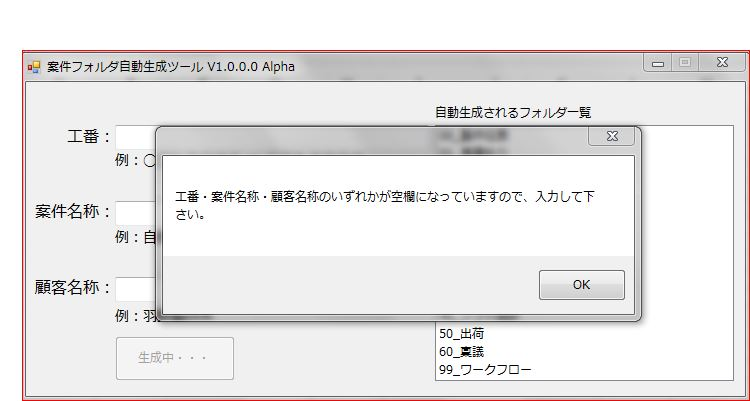 案件フォルダ自動生成ツール V1.0.0.0 Alpha
自動生成されるフォルダ一覧
工番：
例：〇
工番・案件名称・顧客名称のいずれかが空欄になっていますので、入力して下
さい。
案件名称：
例：自
OK
顧客名称：
例：羽
生成中・・・
50_出荷
60_稟議
99_ワークフロー